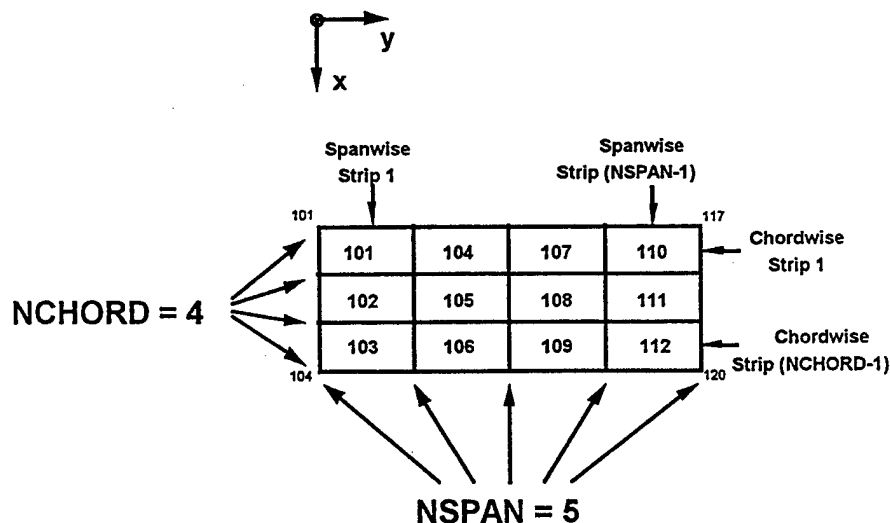 y
x
Spanwise
Strip 1
Spanwise
Strip (NSPAN-1)
101
117
101 104 107 110
Chordwise
Strip 1
NCHORD = 4
102 105 108 111
103 106 109 112
Chordwise
Strip (NCHORD-1)
104
120
NSPAN = 5